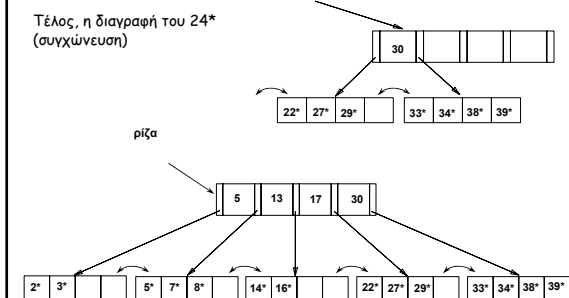 Τέλος, η διαγραφή του 24*
(συγχώνευση)
30
22* 27* 29* 33* 34* 38* 39*
ρίζα
5 13 17 30
2* 3* 5* 7* 8* 14* 16* 22* 27* 29* 33* 34* 38* 39*